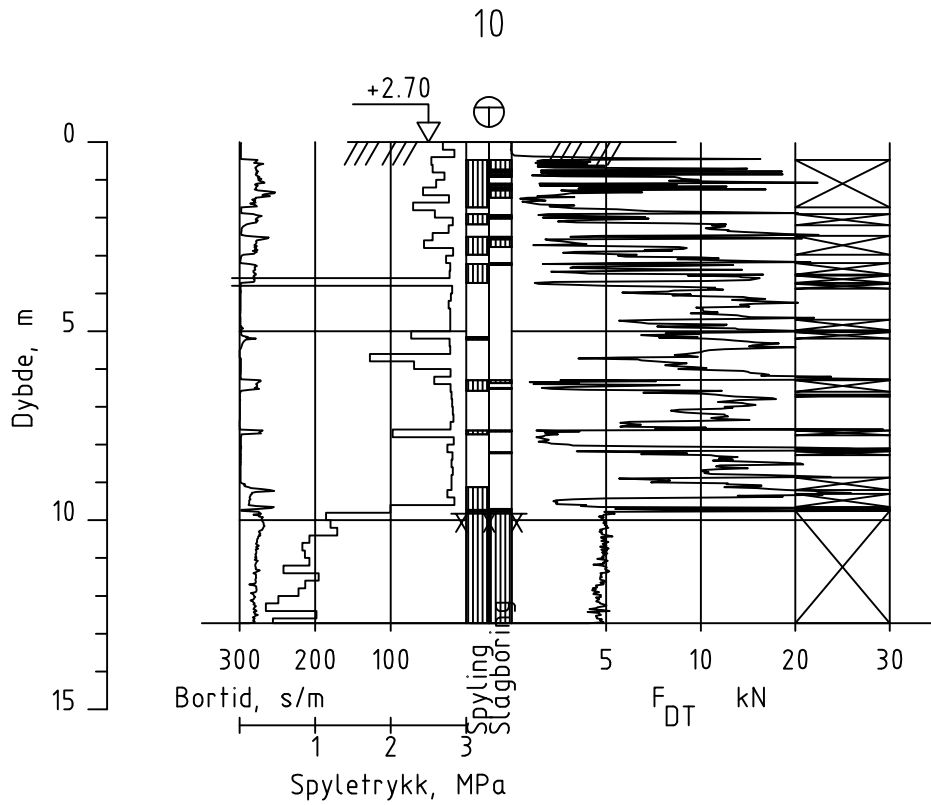 10
+2.70
0
5
10
15
Dybde, m
300 200 100
5 10 20 30
Bortid, s/m
Spyling
Slagboring
F DT kN
1 2 3
Spyletrykk, MPa